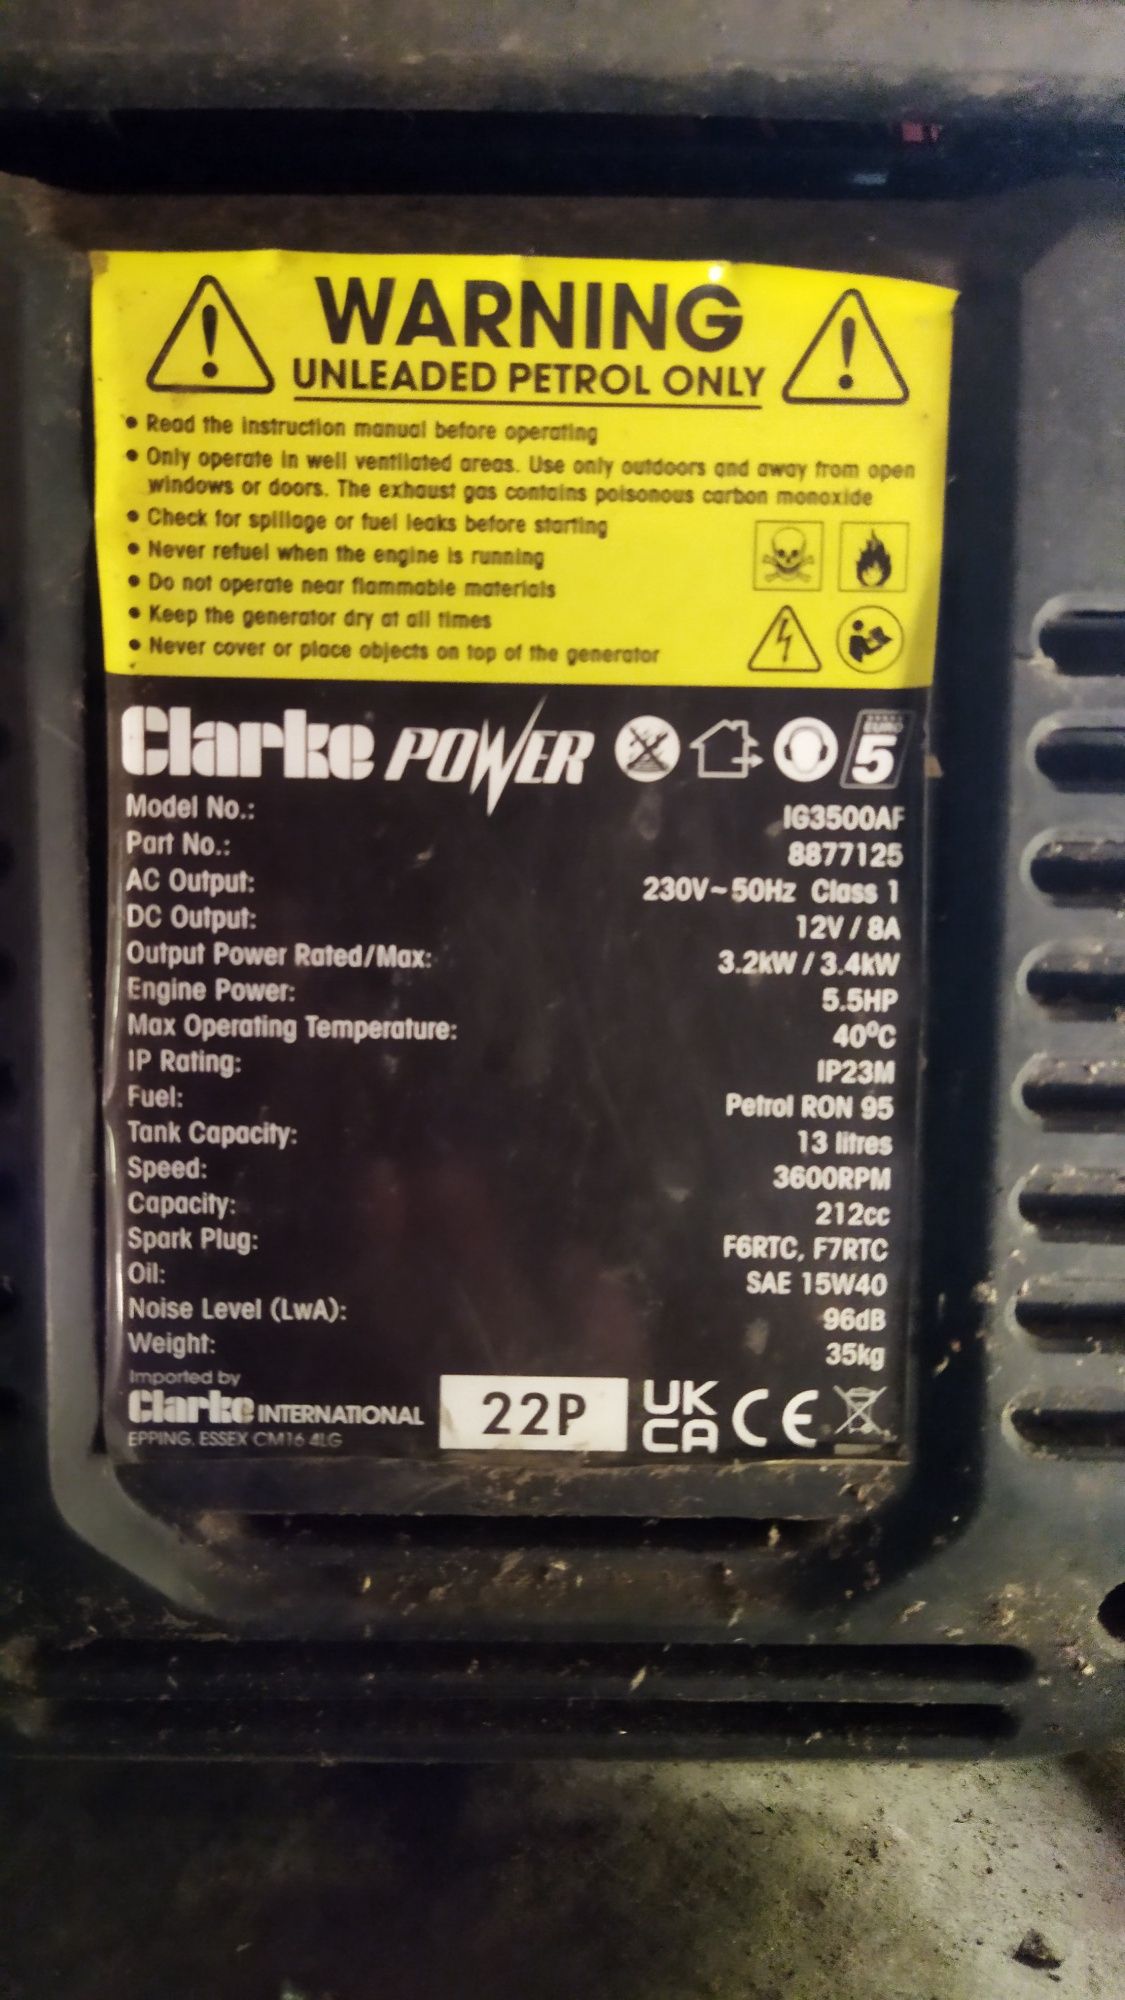 WARNING
UNLEADED PETROL ONLY
• Read the instruction manual before operating
• Only operate in well ventilated areas. Use only outdoors and away from open
windows or doors. The exhaust gas contains poisonous carbon monoxide
• Check for spillage or fuel leaks before starting
• Never refuel when the engine is running
• Do not operate near flammable materials
• Keep the generator dry at all times
• Never cover or place objects on top of the generator
Clarke POWER EURO 5
Model No.: IG3500AF
Part No.: 8877125
AC Output: 230V~50Hz Class 1
DC Output: 12V / 8A
Output Power Rated/Max: 3.2kW / 3.4kW
Engine Power: 5.5HP
Max Operating Temperature: 40ºC
IP Rating: IP23M
Fuel: Petrol RON 95
Tank Capacity: 13 litres
Speed: 3600RPM
Capacity: 212cc
Spark Plug: F6RTC, F7RTC
Oil: SAE 15W40
Noise Level (LwA): 96dB
Weight: 35kg
Imported by
Clarke INTERNATIONAL
EPPING, ESSEX CM16 4LG
22P
UK
CA
CE